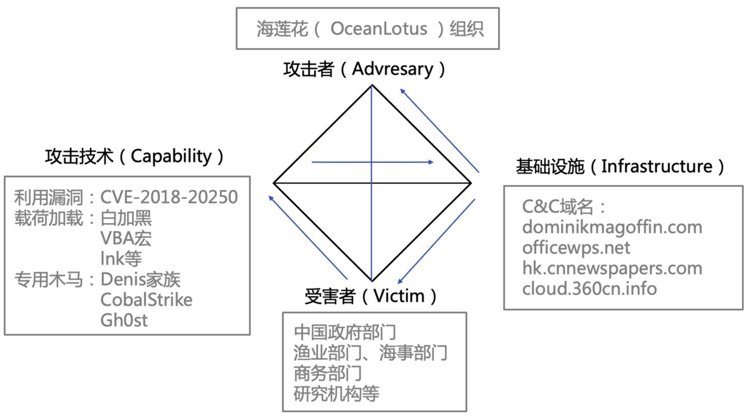 海莲花（ OceanLotus ）组织
攻击者（Advresary）
攻击技术（Capability）
利用漏洞：CVE-2018-20250
载荷加载：白加黑
VBA宏
lnk等
专用木马：Denis家族
CobalStrike
Gh0st
基础设施（Infrastructure）
C&C域名：
dominikmagoffin.com
officewps.net
hk.cnnewspapers.com
cloud.360cn.info
受害者（Victim）
中国政府部门
渔业部门、海事部门
商务部门
研究机构等